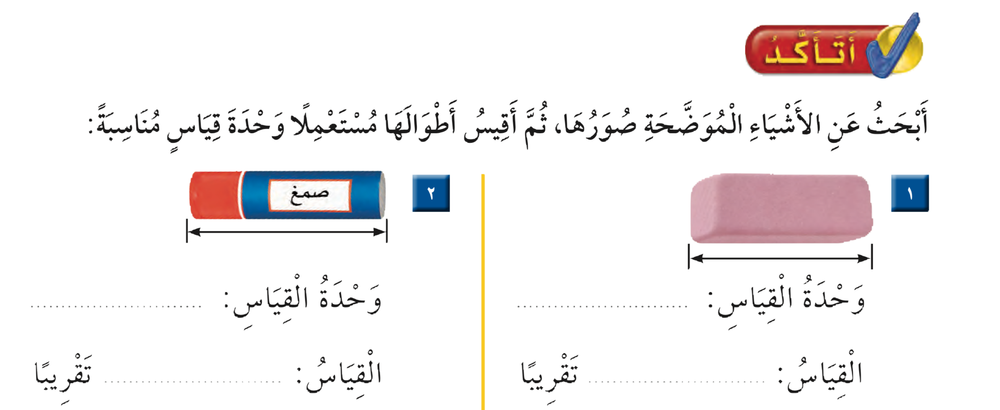 أَتَأَكَّدُ
أَبْحَثُ عَنِ الأَشْيَاءِ الْمُوَضَّحَةِ صُوَرُهَا، ثُمَّ أَقِيسُ أَطْوَالَهَا مُسْتَعْمِلًا وَحْدَةَ قِيَاسٍ مُنَاسِبَةً:
١
وَحْدَةُ الْقِيَاسِ: ............................
الْقِيَاسُ: ............................. تَقْرِيبًا
٢
صمغ
وَحْدَةُ الْقِيَاسِ: ............................
الْقِيَاسُ: ............................. تَقْرِيبًا